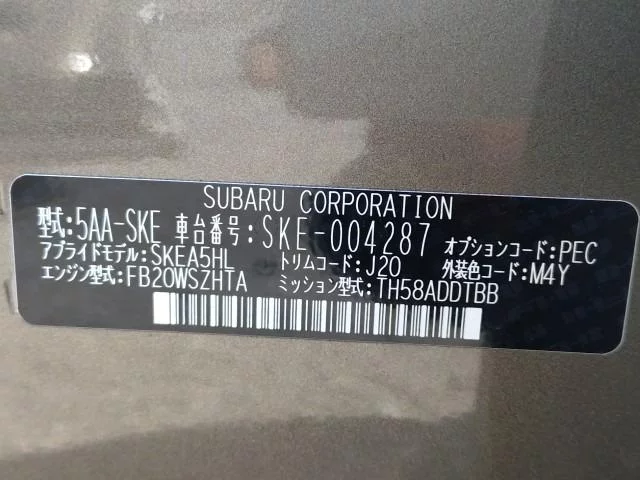 SUBARU CORPORATION
型式:5AA-SKE 車台番号:SKE-004287 オプションコード:PEC
アプライドモデル:SKEA5HL トリムコード:J20 外装色コード:M4Y
エンジン型式:FB20WSZHTA ミッション型式:TH58ADDTBB